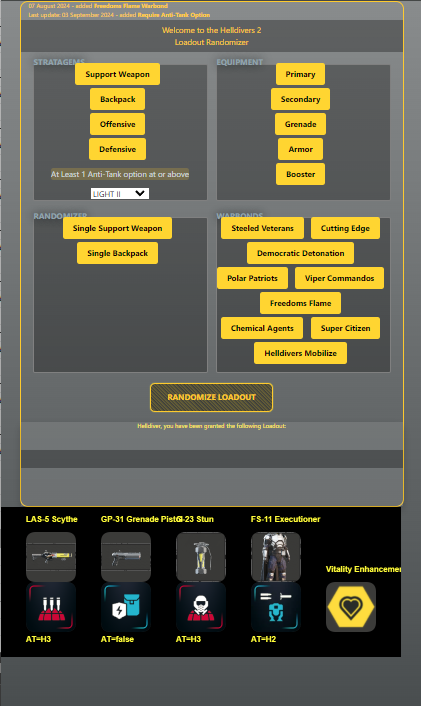 07 August 2024 - added Freedoms Flame Warbond
Last update: 03 September 2024 - added Require Anti-Tank Option
Welcome to the Helldivers 2
Loadout Randomizer
STRATAGEMS
Support Weapon
Backpack
Offensive
Defensive
At Least 1 Anti-Tank option at or above
LIGHT II
EQUIPMENT
Primary
Secondary
Grenade
Armor
Booster
RANDOMIZER
Single Support Weapon
Single Backpack
WARBONDS
Steeled Veterans Cutting Edge
Democratic Detonation
Polar Patriots Viper Commandos
Freedoms Flame
Chemical Agents Super Citizen
Helldivers Mobilize
RANDOMIZE LOADOUT
Helldiver, you have been granted the following Loadout:
LAS-5 Scythe GP-31 Grenade Pistol G-23 Stun FS-11 Executioner
Vitality Enhancemen
AT=H3 AT=false AT=H3 AT=H2